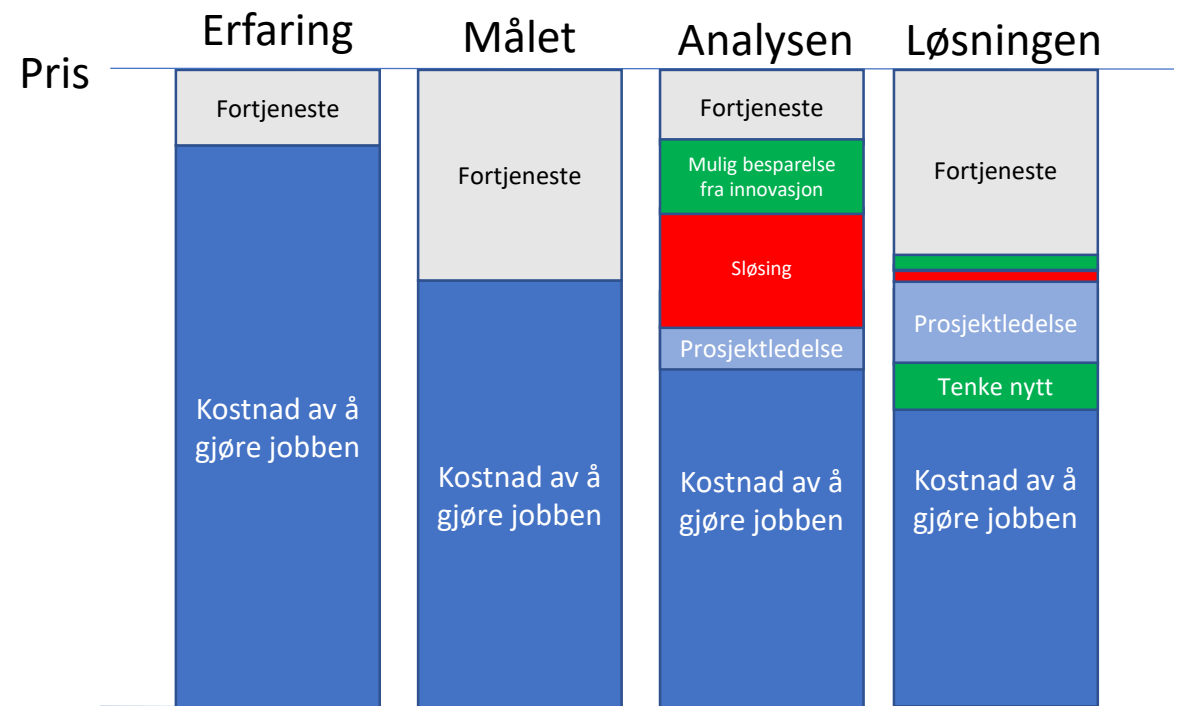 Pris
Erfaring
Målet
Analysen
Løsningen
Fortjeneste
Kostnad av å
gjøre jobben
Fortjeneste
Kostnad av å
gjøre jobben
Fortjeneste
Mulig besparelse
fra innovasjon
Sløsing
Prosjektledelse
Kostnad av å
gjøre jobben
Fortjeneste
Prosjektledelse
Tenke nytt
Kostnad av å
gjøre jobben